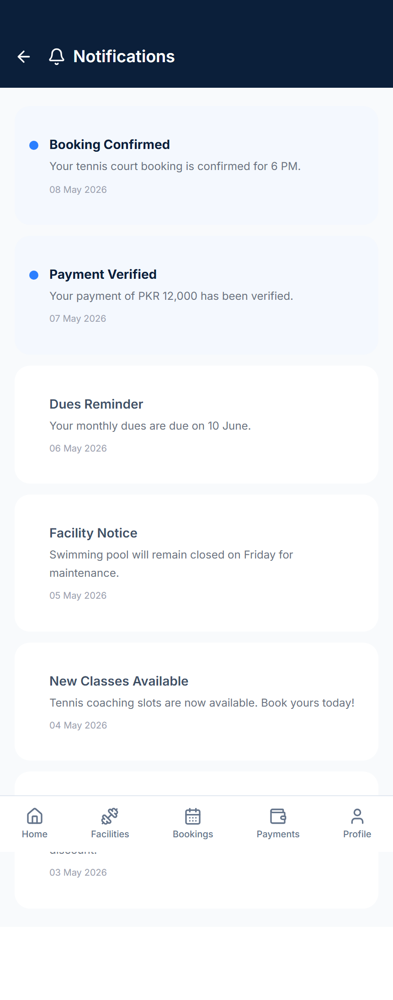 Notifications
Booking Confirmed
Your tennis court booking is confirmed for 6 PM.
08 May 2026
Payment Verified
Your payment of PKR 12,000 has been verified.
07 May 2026
Dues Reminder
Your monthly dues are due on 10 June.
06 May 2026
Facility Notice
Swimming pool will remain closed on Friday for
maintenance.
05 May 2026
New Classes Available
Tennis coaching slots are now available. Book yours today!
04 May 2026
Home
Facilities
Bookings
Payments
Profile
03 May 2026